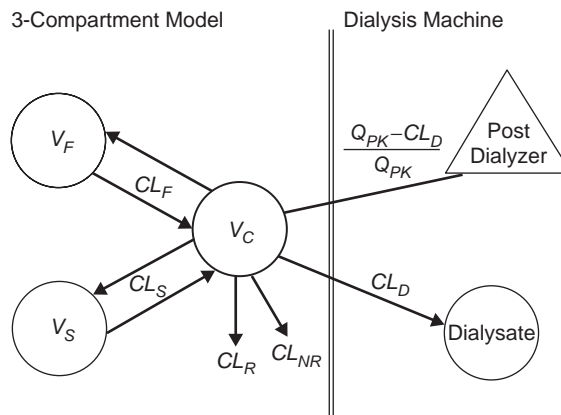 3-Compartment Model
Dialysis Machine
V_F
CL_F
V_C
CL_S
V_S
CL_R
CL_NR
Q_PK–CL_D
Q_PK
Post
Dialyzer
CL_D
Dialysate